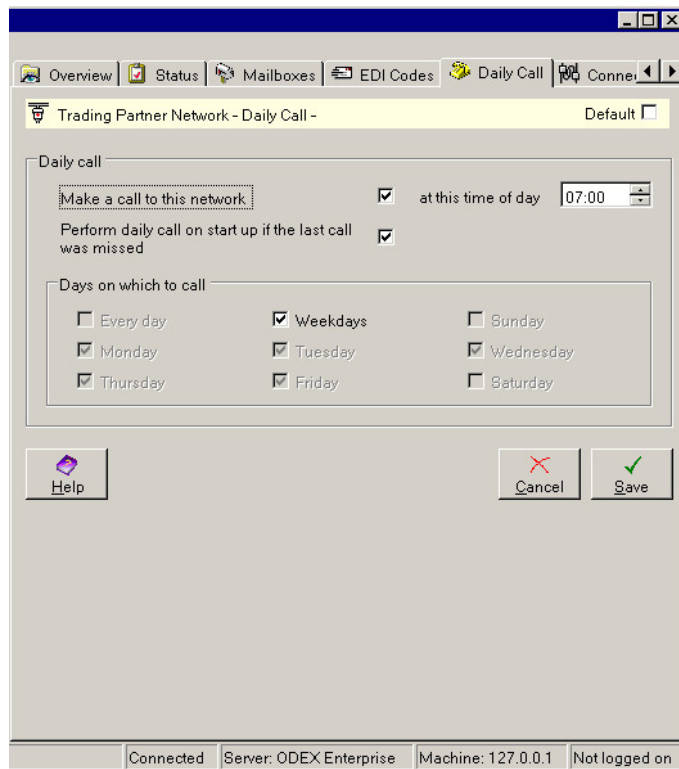 Overview Status Mailboxes EDI Codes Daily Call
Trading Partner Network - Daily Call - Default
Daily call
Make a call to this network at this time of day 07:00
Perform daily call on start up if the last call
was missed
Days on which to call
Every day Weekdays Sunday
Monday Tuesday Wednesday
Thursday Friday Saturday
Help Cancel Save
Connected Server: ODEX Enterprise Machine: 127.0.0.1 Not logged on